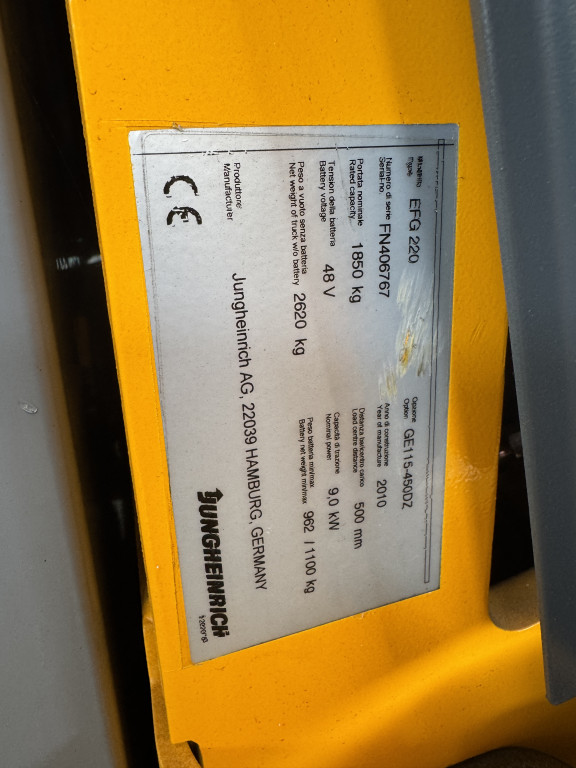 Modello EFG 220 Opzione GE115-450DZ
Type Option
Numero di serie FN406767 Anno di costruzione 2010
Serial-no Year of manufacture
Portata nominale 1850 kg Distanza baricentro carico 500 mm
Rated capacity Load centre distance
Tension della batteria 48 V Capacità di trazione 9,0 kW
Battery voltage Nominal power
Peso a vuoto senza batteria 2620 kg Peso batteria min/max 962 / 1100 kg
Net weight of truck w/o battery Battery net weight min/max
Produttore Jungheinrich AG, 22039 HAMBURG, GERMANY
Manufacturer
CE JUNGHEINRICH